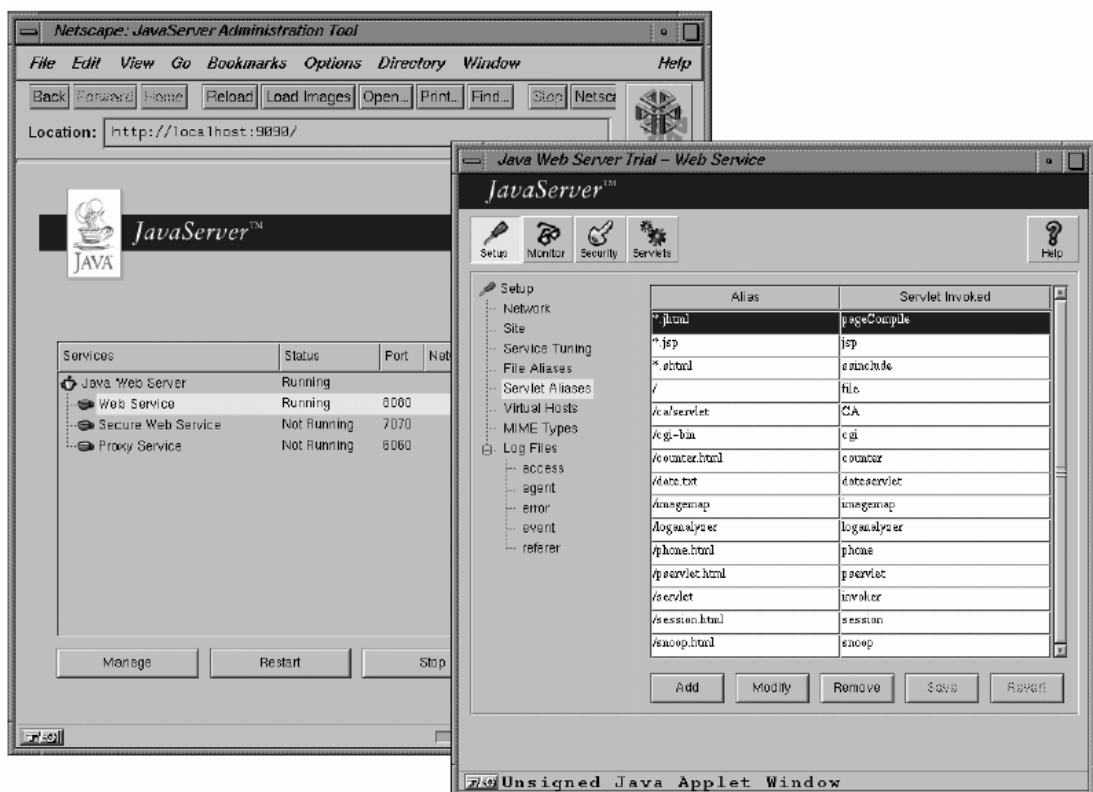 Netscape: JavaServer Administration Tool
File Edit View Go Bookmarks Options Directory Window Help
Back Forward Home Reload Load Images Open... Print... Find... Stop Netsca
Location: http://localhost:9090/
JavaServer™
JAVA
Services Status Port Net
Java Web Server Running
Web Service Running 8080
Secure Web Service Not Running 7070
Proxy Service Not Running 6060
Manage Restart Stop
Java Web Server Trial – Web Service
JavaServer™
Setup Monitor Security Servlets Help
Setup
Network
Site
Service Tuning
File Aliases
Servlet Aliases
Virtual Hosts
MIME Types
Log Files
access
agent
error
event
referer
Alias Servlet Invoked
*.jhtml pageCompile
*.jsp jsp
*.shtml ssinclude
/ file
/ca/servlet CA
/cgi-bin cgi
/counter.html counter
/date.txt dateservlet
/imagemap imagemap
/loganalyzer loganalyzer
/phone.html phone
/pservlet.html pservlet
/servlet invoker
/session.html session
/snoop.html snoop
Add Modify Remove Save Revert
Unsigned Java Applet Window